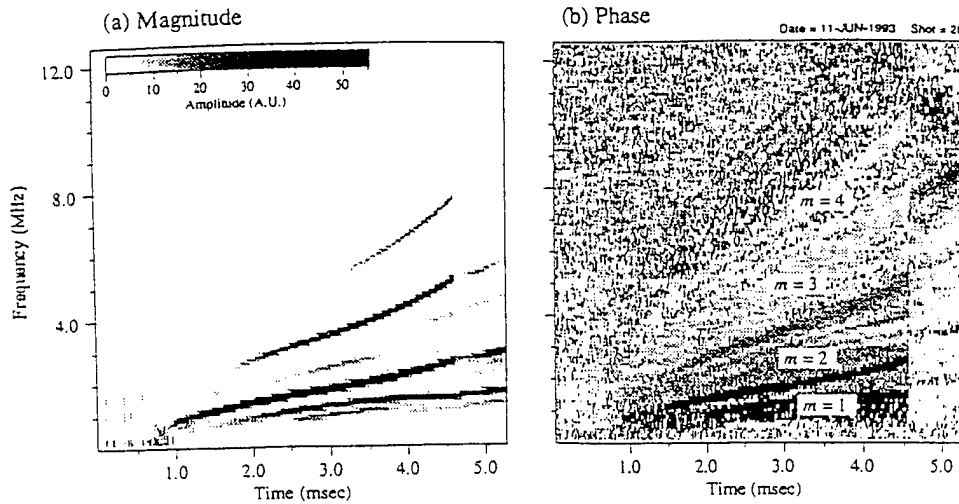 (a) Magnitude
(b) Phase
Date = 11-JUN-1993 Shot = 20
12.0
8.0
4.0
Frequency (MHz)
0 10 20 30 40 50
Amplitude (A.U.)
1.0 2.0 3.0 4.0 5.0
Time (msec)
m = 4
m = 3
m = 2
m = 1
1.0 2.0 3.0 4.0 5.0
Time (msec)